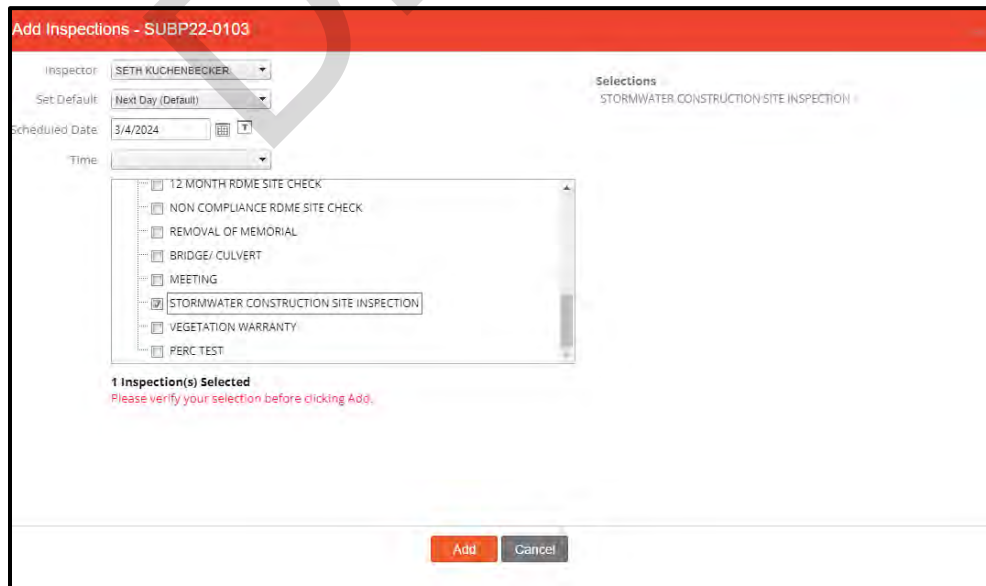 Add Inspections - SUBP22-0103
Inspector SETH KUCHENBECKER
Set Default Next Day (Default)
Scheduled Date 3/4/2024
Time
12 MONTH RDME SITE CHECK
NON COMPLIANCE RDME SITE CHECK
REMOVAL OF MEMORIAL
BRIDGE/ CULVERT
MEETING
STORMWATER CONSTRUCTION SITE INSPECTION
VEGETATION WARRANTY
PERC TEST
1 Inspection(s) Selected
Please verify your selection before clicking Add.
Selections
STORMWATER CONSTRUCTION SITE INSPECTION
Add Cancel